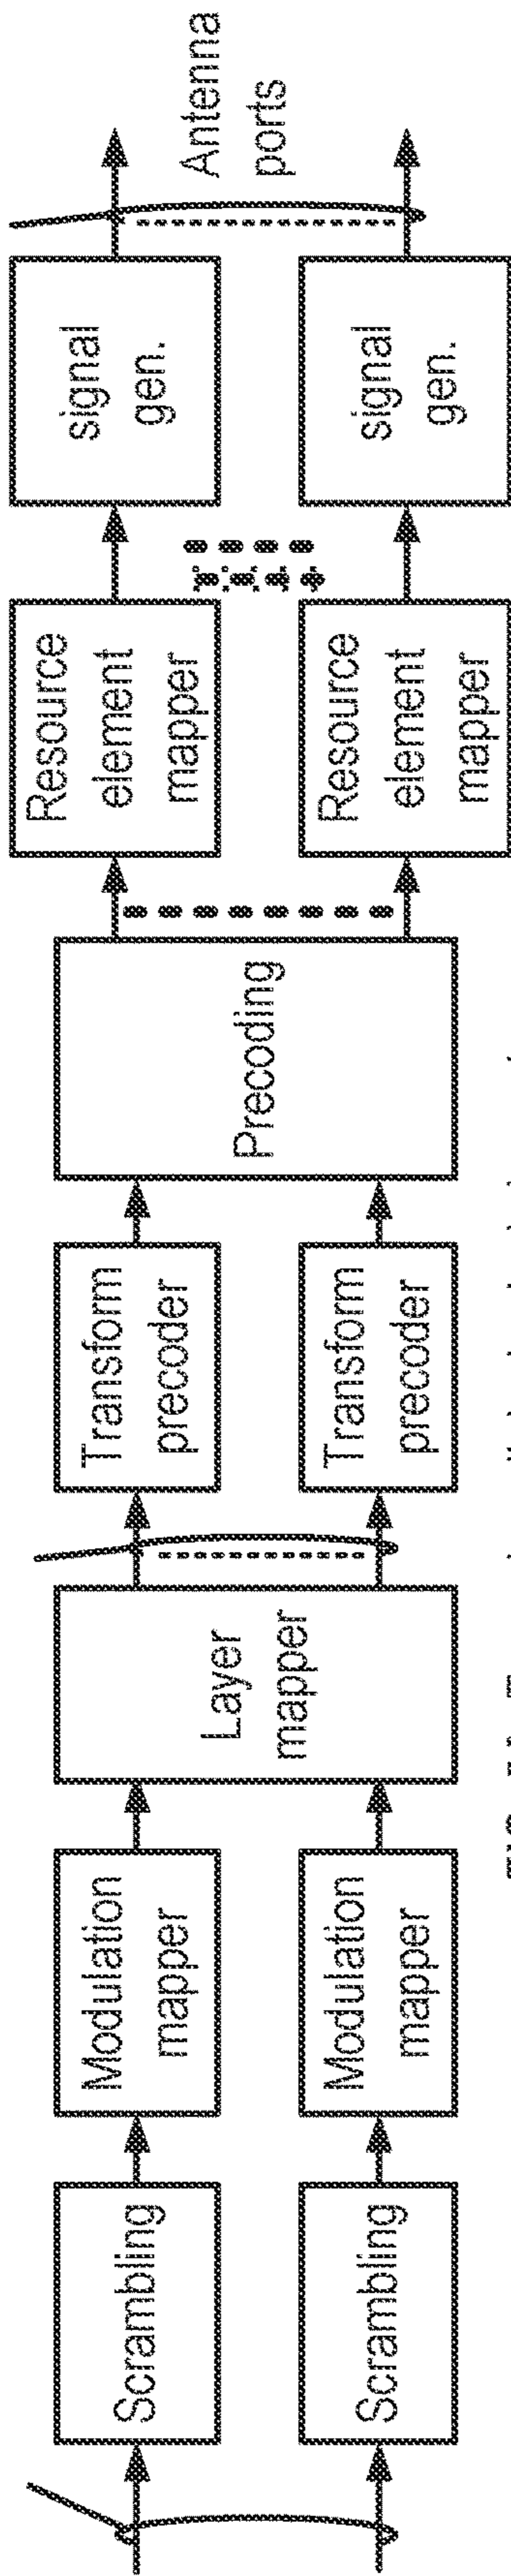 Scrambling
Modulation
mapper
Layer
mapper
Transform
precoder
Precoding
Resource
element
mapper
signal
gen.
Antenna
ports
Scrambling
Modulation
mapper
Transform
precoder
Resource
element
mapper
signal
gen.